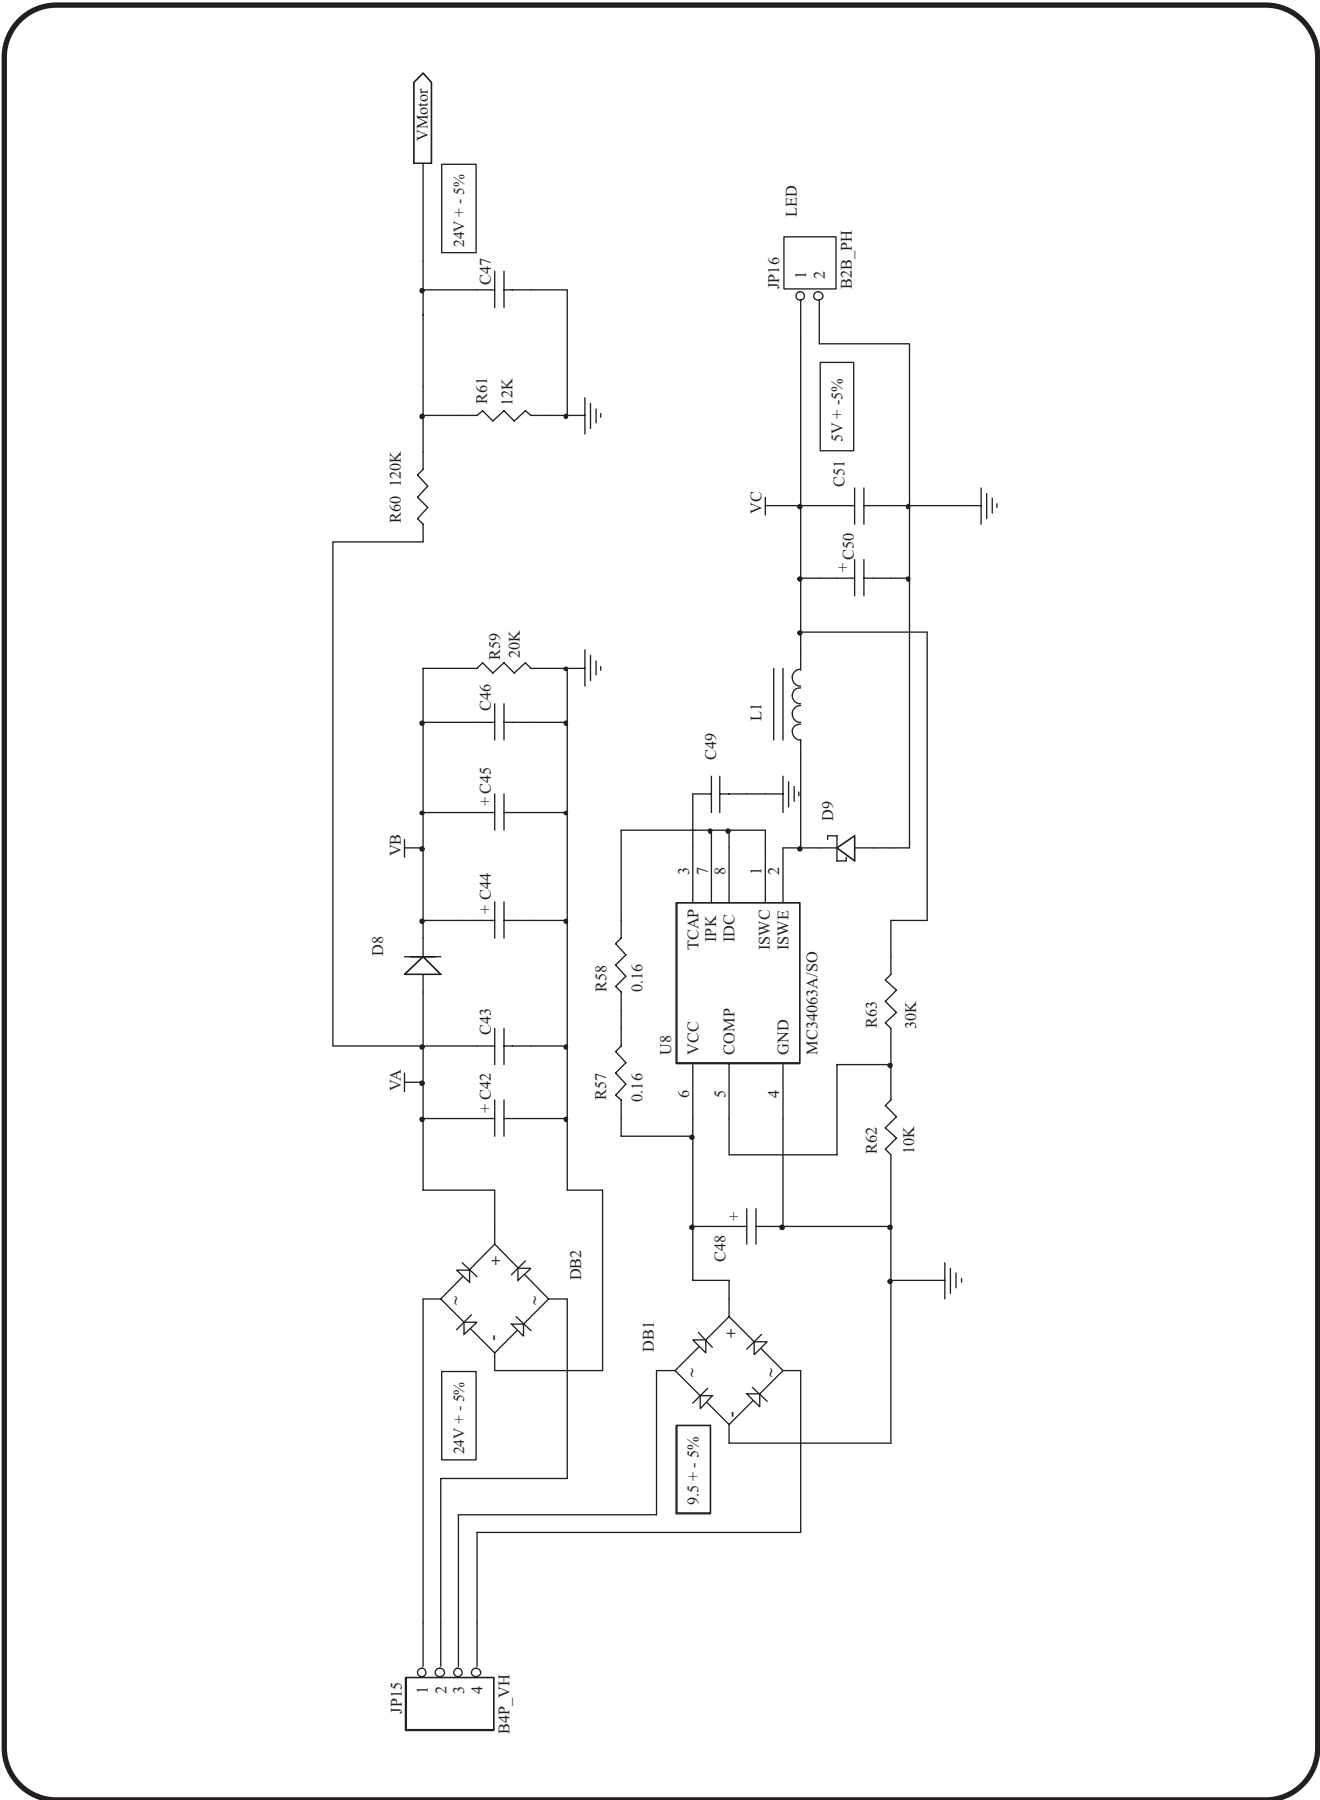 JP15
1
2
3
4
B4P_VH
24V + - 5%
DB2
~
~
+
-
VA
+ C42
C43
D8
+ C44
VB
+ C45
C46
R59
20K
R60 120K
R61
12K
C47
24V + - 5%
VMotor
9.5 + - 5%
DB1
~
~
+
-
C48
+
R57
0.16
R58
0.16
U8
VCC
COMP
GND
6
5
4
TCAP
IPK
IDC
ISWC
ISWE
3
7
8
1
2
MC34063A/SO
R62
10K
R63
30K
C49
D9
L1
+ C50
C51
VC
5V + -5%
JP16
1
2
B2B_PH
LED